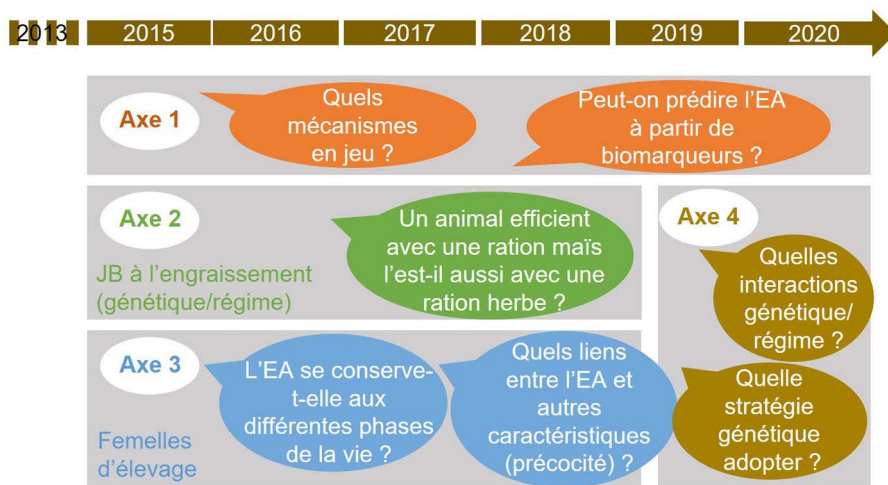 2013 2015 2016 2017 2018 2019 2020
Axe 1
Quels
mécanismes
en jeu ?
Peut-on prédire l'EA
à partir de
biomarqueurs ?
Axe 2
JB à l'engraissement
(génétique/régime)
Un animal efficient
avec une ration maïs
l'est-il aussi avec une
ration herbe ?
Axe 3
Femelles
d'élevage
L'EA se conserve-
t-elle aux
différentes phases
de la vie ?
Quels liens
entre l'EA et
autres
caractéristiques
(précocité) ?
Axe 4
Quelles
interactions
génétique/
régime ?
Quelle
stratégie
génétique
adopter ?